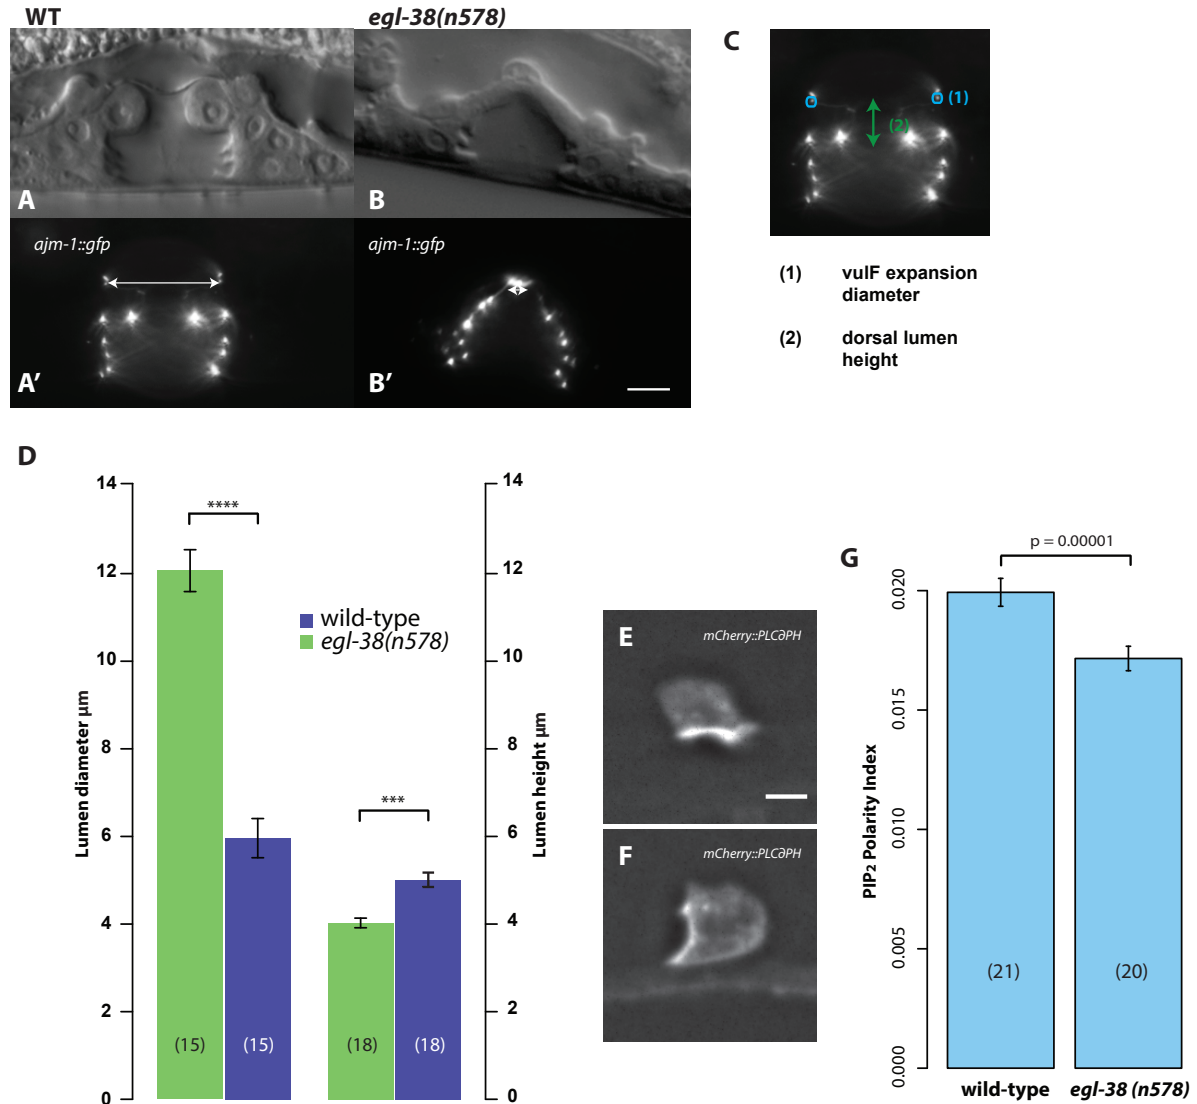 WT
egl-38(n578)
A
B
ajm-1::gfp
ajm-1::gfp
A'
B'
C
(1)
(2)
(1) vulF expansion
diameter
(2) dorsal lumen
height
D
14
12
10
8
6
4
2
0
Lumen diameter µm
****
***
wild-type
egl-38(n578)
(15)
(15)
(18)
(18)
14
12
10
8
6
4
2
0
Lumen height µm
E
mCherry::PLC∂PH
F
mCherry::PLC∂PH
G
p = 0.00001
0.020
0.015
0.010
0.005
0.000
PIP2 Polarity Index
(21)
(20)
wild-type
egl-38 (n578)